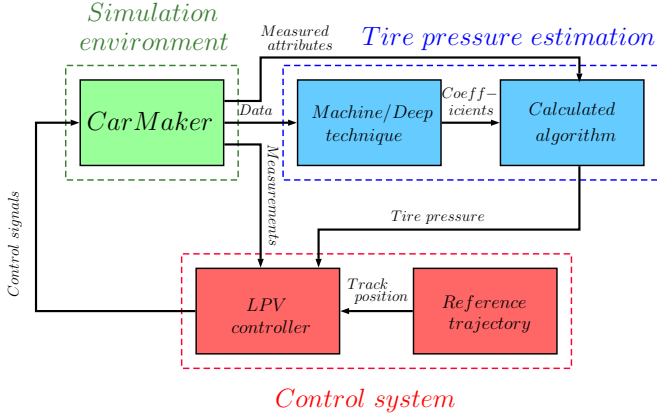 Simulation
environment
Measured
attributes
Tire pressure estimation
CarMaker
Data
Machine/Deep
technique
Coeff-
icients
Calculated
algorithm
Control signals
Measurements
Tire pressure
LPV
controller
Track
position
Reference
trajectory
Control system